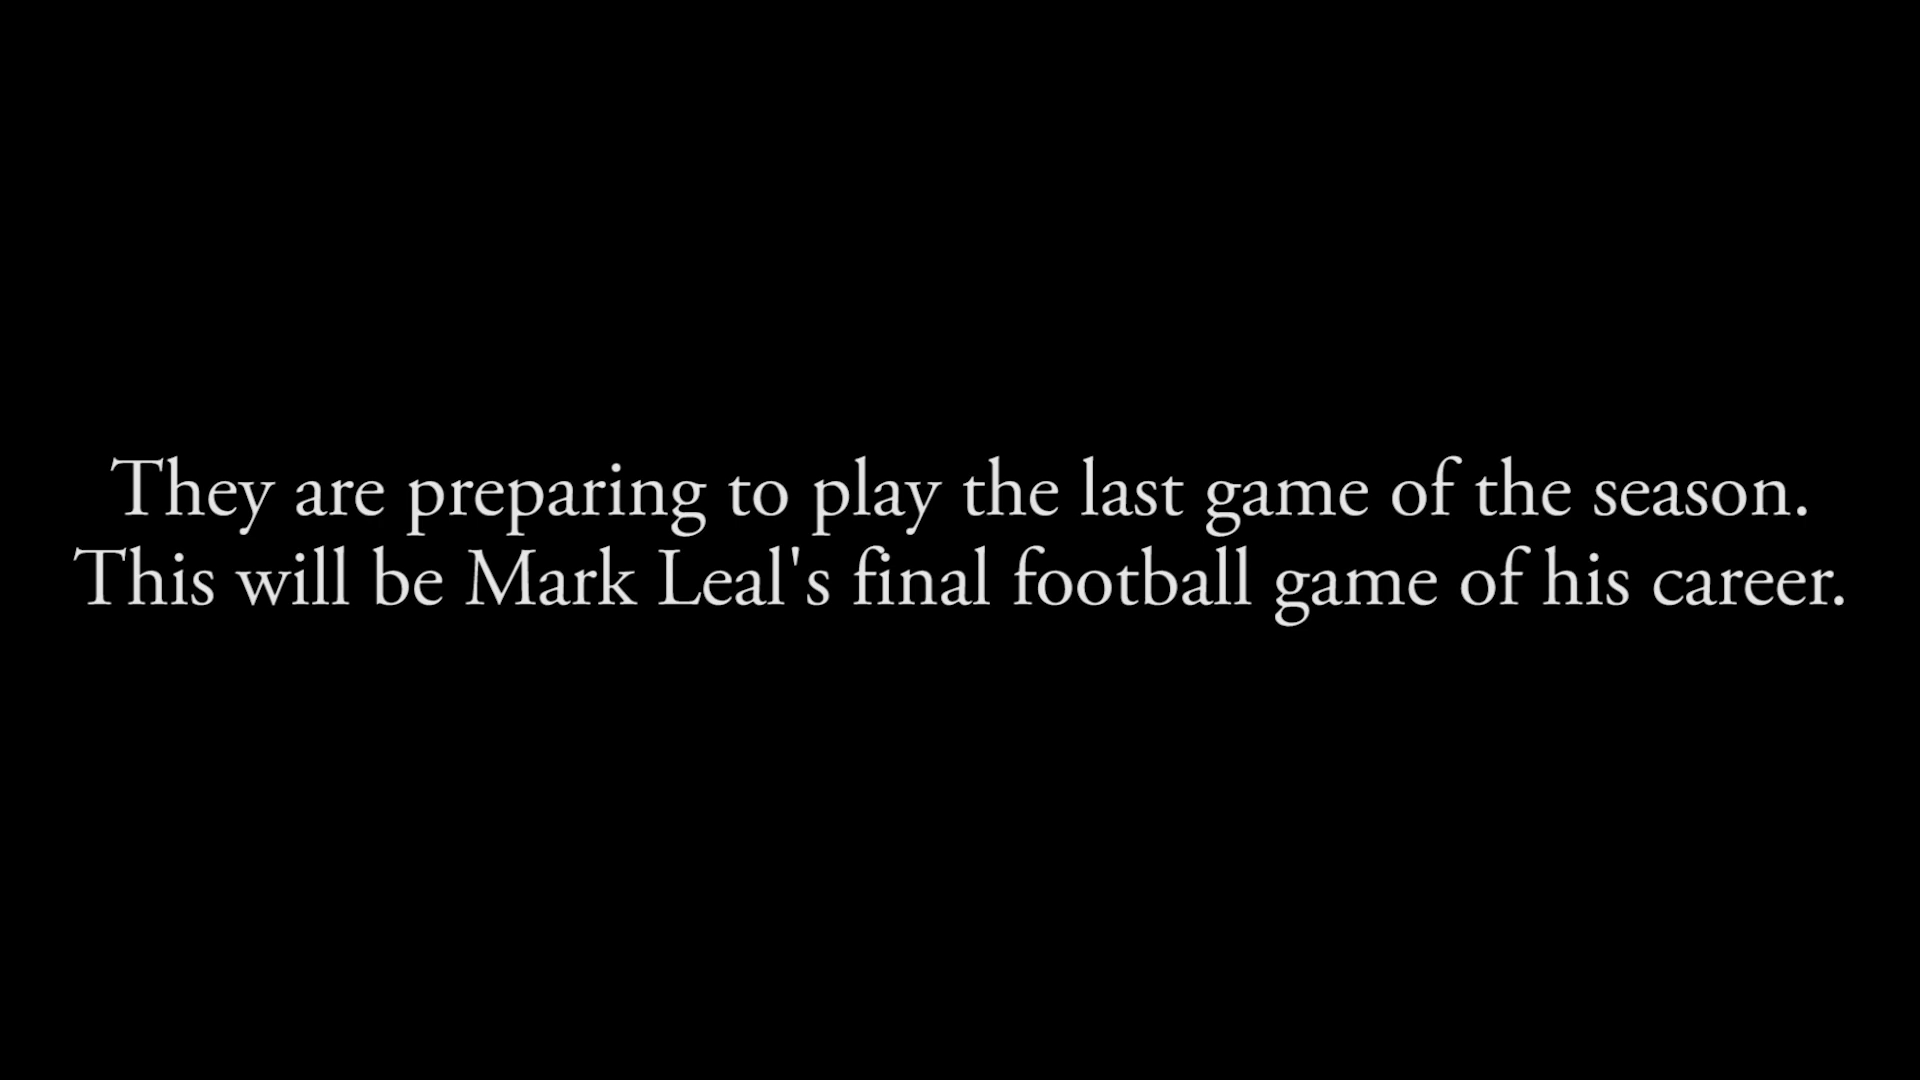 They are preparing to play the last game of the season.
This will be Mark Leal's final football game of his career.